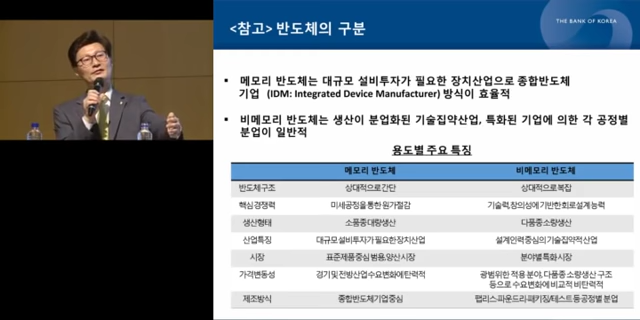 <참고> 반도체의 구분
THE BANK OF KOREA
메모리 반도체는 대규모 설비투자가 필요한 장치산업으로 종합반도체
기업 (IDM: Integrated Device Manufacturer) 방식이 효율적
비메모리 반도체는 생산이 분업화된 기술집약산업, 특화된 기업에 의한 각 공정별
분업이 일반적
용도별 주요 특징
메모리 반도체 비메모리 반도체
반도체구조 상대적으로간단 상대적으로복잡
핵심경쟁력 미세공정을통한원가절감 기술력,창의성에기반한회로설계능력
생산형태 소품종대량생산 다품종소량생산
산업특징 대규모설비투자가필요한장치산업 설계인력중심의기술집약적산업
시장 표준제품중심범용,양산시장 분야별특화시장
가격변동성 경기및전방산업수요변화에탄력적 광범위한적용분야,다품종소량생산 구조
등으로수요변화에비교적비탄력적
제조방식 종합반도체기업중심 팹리스·파운드리·패키징/테스트등공정별 분업